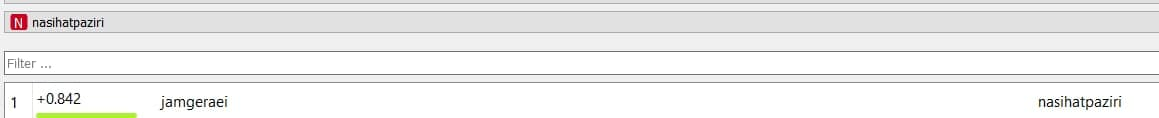 N nasihatpaziri
Filter ...
1 +0.842 jamgeraei nasihatpaziri